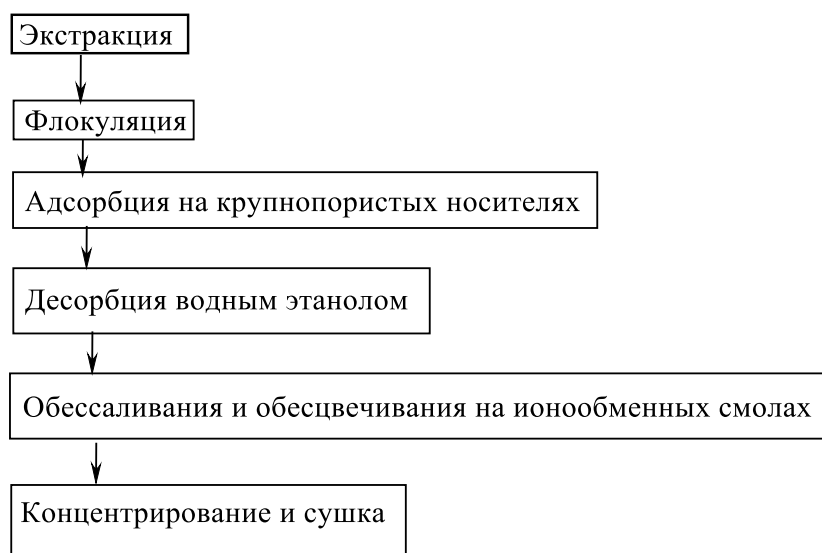 Экстракция
Флокуляция
Адсорбция на крупнопористых носителях
Десорбция водным этанолом
Обессаливания и обесцвечивания на ионообменных смолах
Концентрирование и сушка